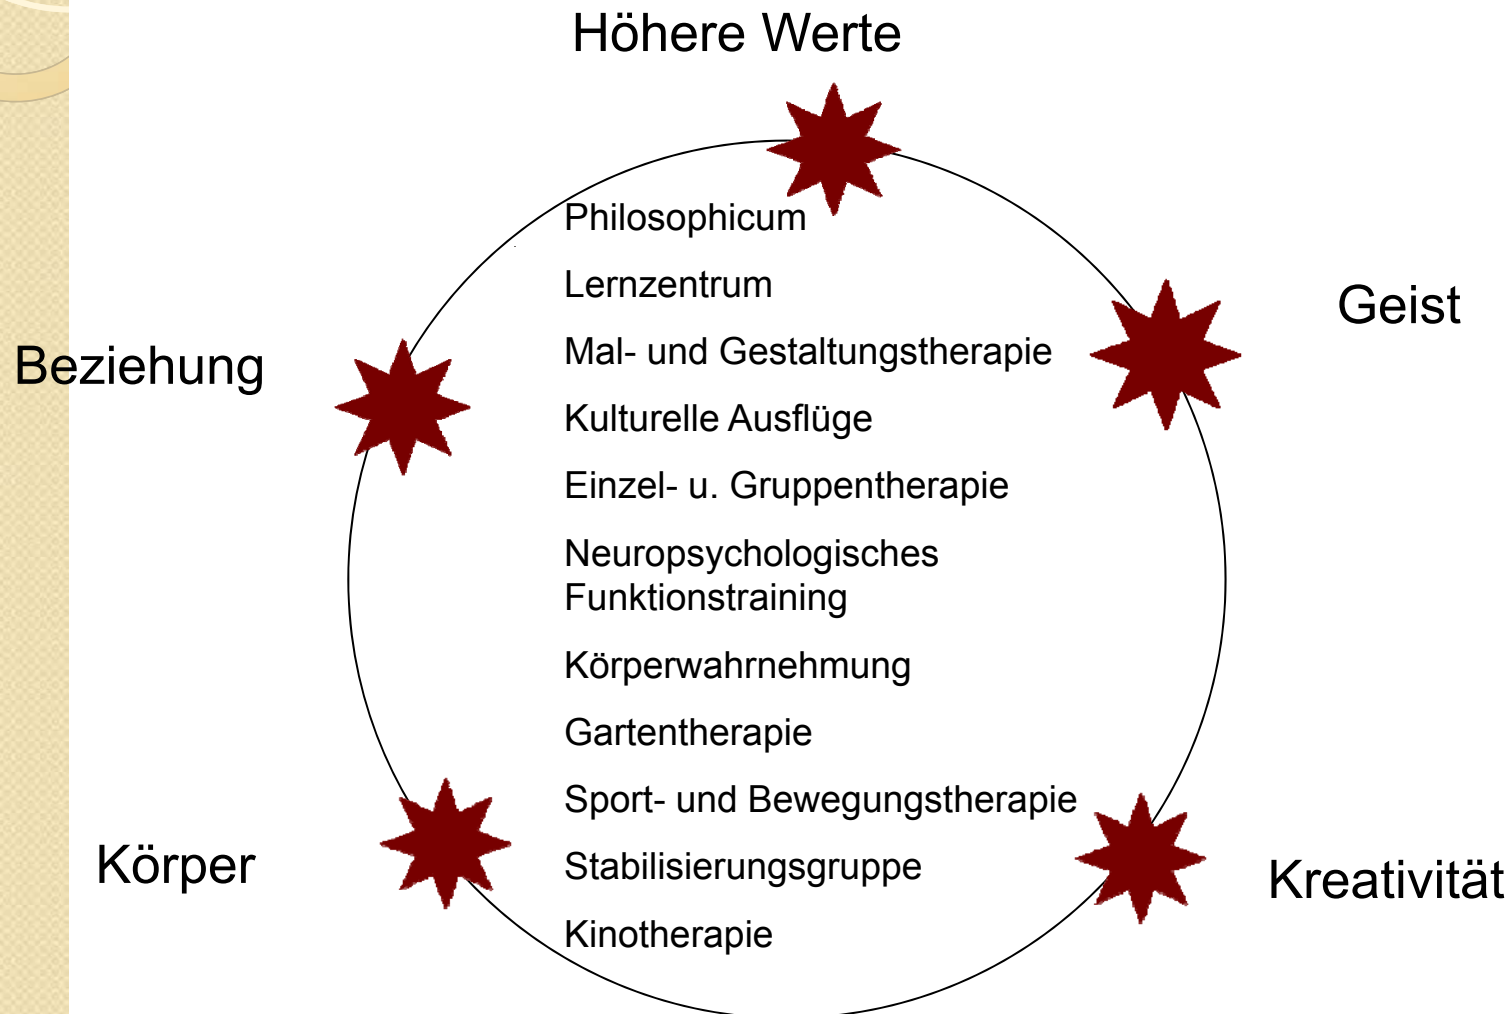 Höhere Werte
Philosophicum
Lernzentrum
Geist
Mal- und Gestaltungstherapie
Beziehung
Kulturelle Ausflüge
Einzel- u. Gruppentherapie
Neuropsychologisches
Funktionstraining
Körperwahrnehmung
Gartentherapie
Sport- und Bewegungstherapie
Stabilisierungsgruppe
Körper
Kreativität
Kinotherapie